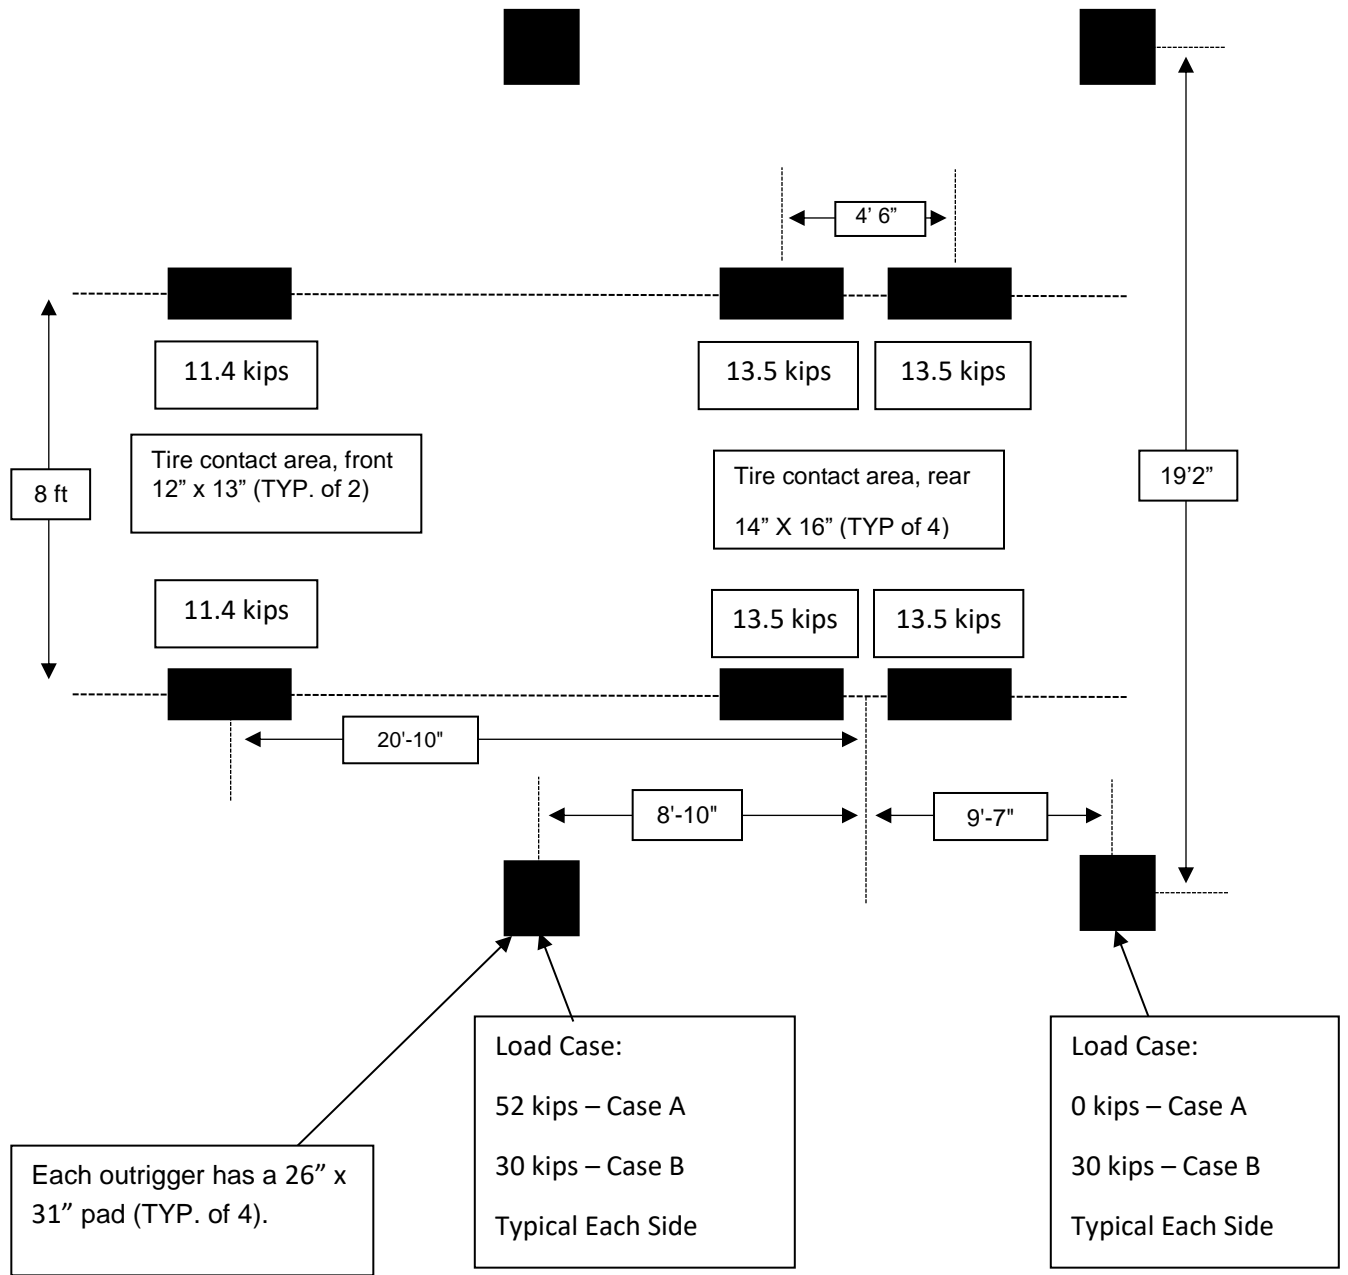 4' 6”
11.4 kips
13.5 kips
13.5 kips
8 ft
Tire contact area, front
12” x 13” (TYP. of 2)
Tire contact area, rear
14” X 16” (TYP of 4)
19’2”
11.4 kips
13.5 kips
13.5 kips
20'-10"
8'-10"
9'-7"
Each outrigger has a 26” x
31” pad (TYP. of 4).
Load Case:
52 kips – Case A
30 kips – Case B
Typical Each Side
Load Case:
0 kips – Case A
30 kips – Case B
Typical Each Side